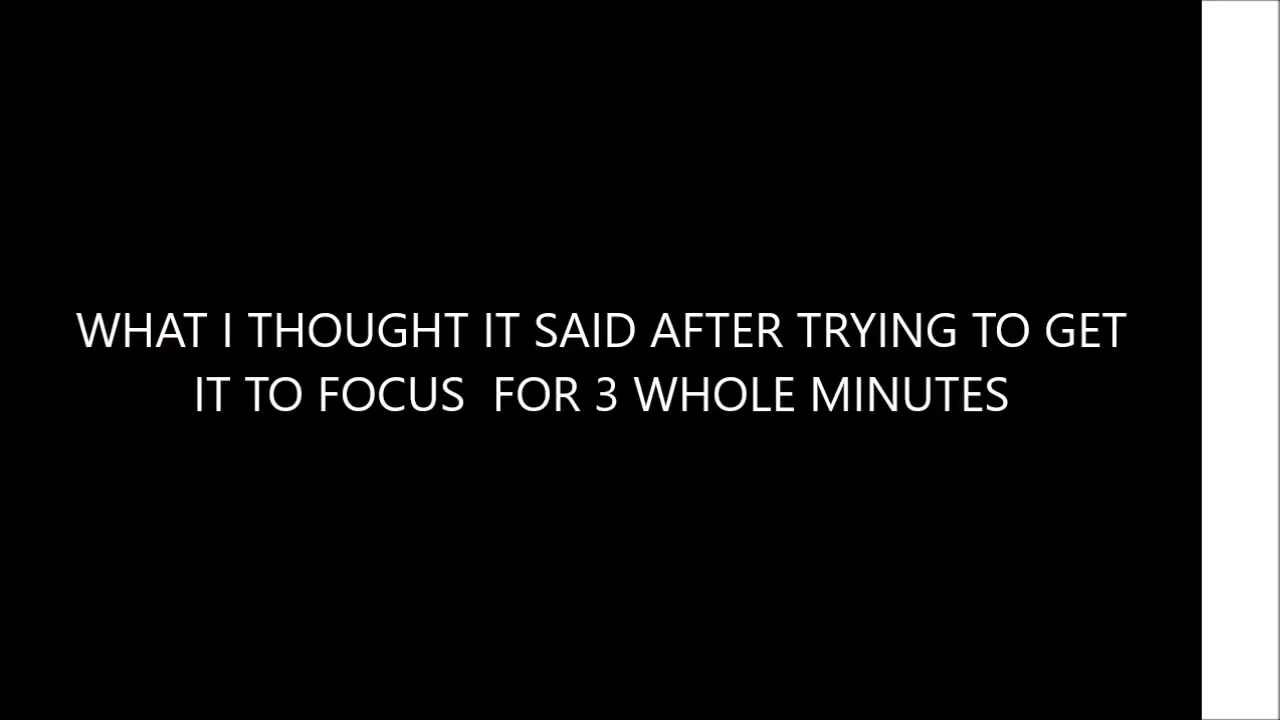 WHAT I THOUGHT IT SAID AFTER TRYING TO GET
IT TO FOCUS  FOR 3 WHOLE MINUTES